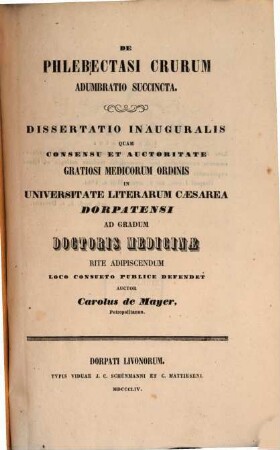 DE
PHLEBECTASI CRURUM
ADUMBRATIO SUCCINCTA.
DISSERTATIO INAUGURALIS
QUAM
CONSENSU ET AUCTORITATE
GRATIOSI MEDICORUM ORDINIS
IN
UNIVERSITATE LITERARUM CÆSAREA
DORPATENSI
AD GRADUM
DOCTORIS MEDICINÆ
RITE ADIPISCENDUM
LOCO CONSUETO PUBLICE DEFENDET
AUCTOR
Carolus de Mayer,
Petropolitanus.
DORPATI LIVONORUM.
TYPIS VIDUAE J. C. SCHÜNMANNI ET C. MATTIESENI.
MDCCCLIV.